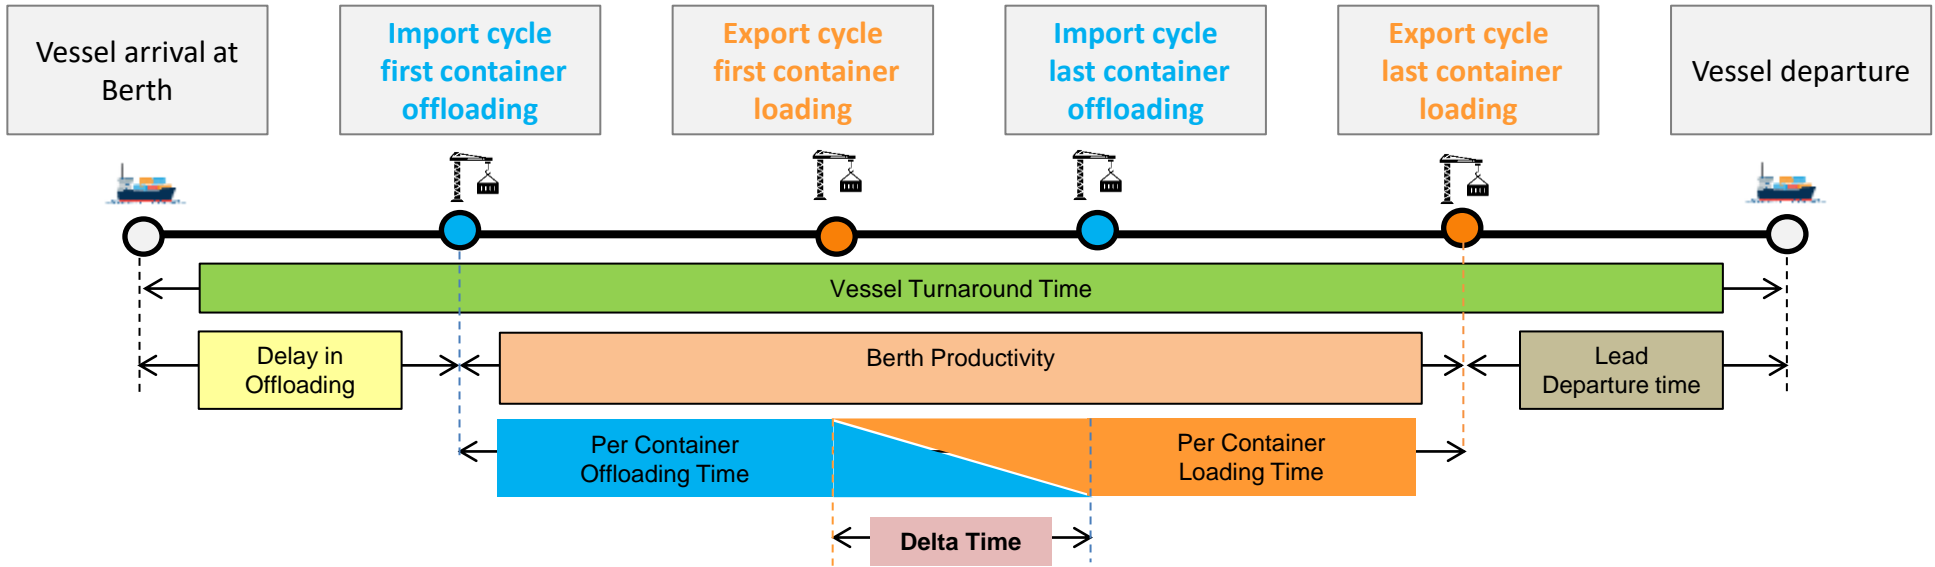 Vessel arrival at
Berth
Import cycle
first container
offloading
Export cycle
first container
loading
Import cycle
last container
offloading
Export cycle
last container
loading
Vessel departure
Vessel Turnaround Time
Delay in
Offloading
Berth Productivity
Lead
Departure time
Per Container
Offloading Time
Per Container
Loading Time
Delta Time